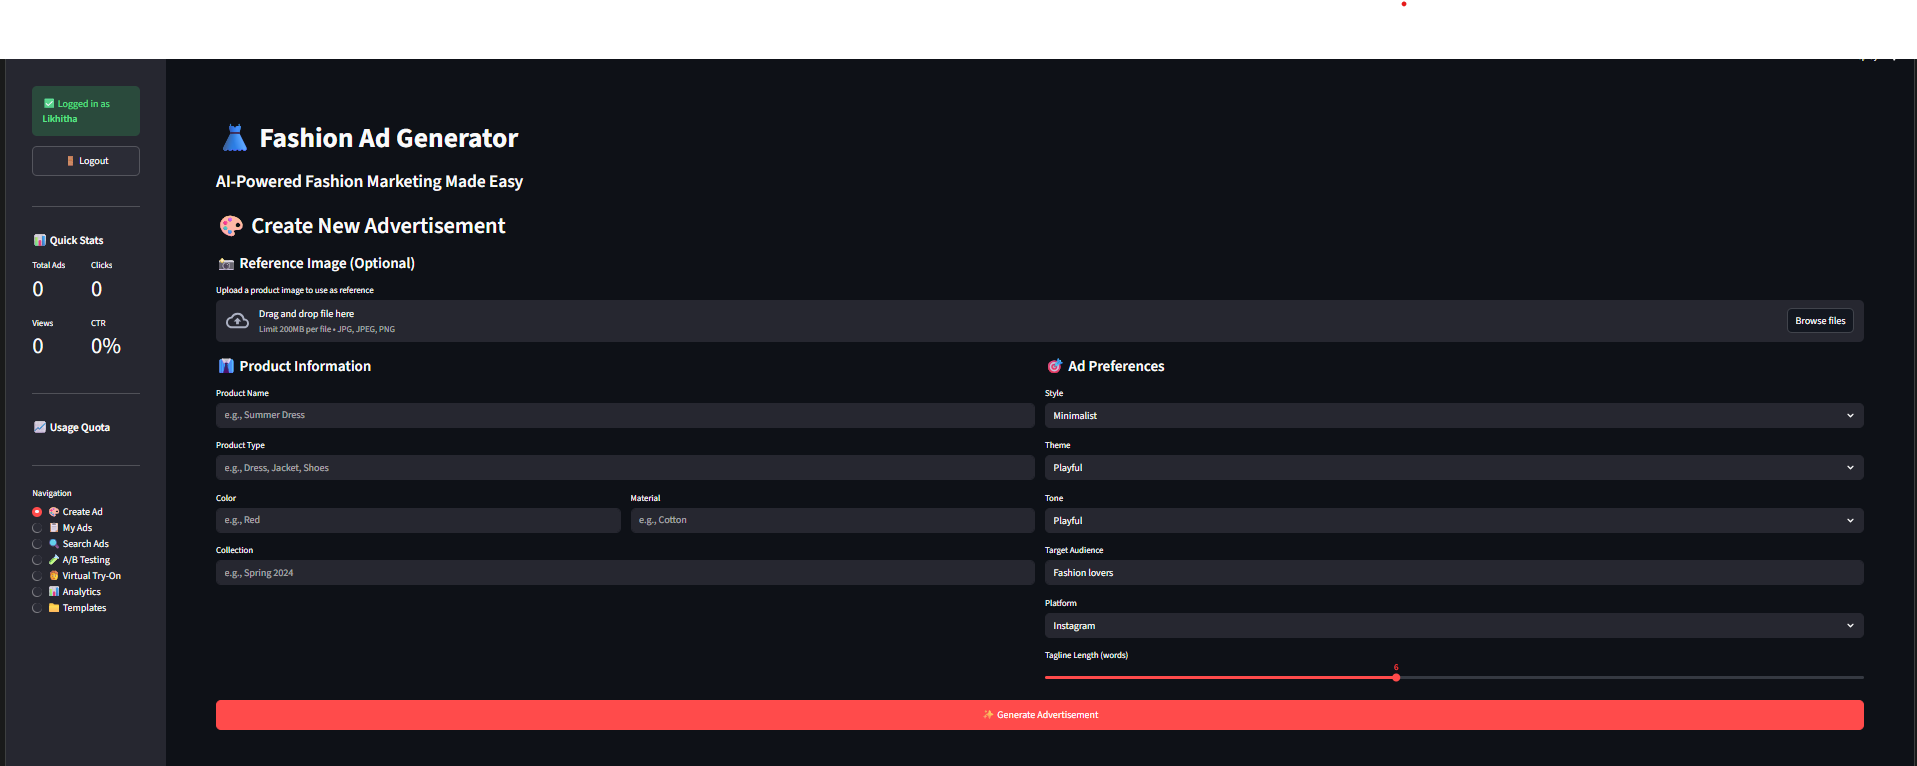 Logged in as
Likhitha
Logout
Quick Stats
Total Ads Clicks
0 0
Views CTR
0 0%
Usage Quota
Navigation
Create Ad
My Ads
Search Ads
A/B Testing
Virtual Try-On
Analytics
Templates
Fashion Ad Generator
AI-Powered Fashion Marketing Made Easy
Create New Advertisement
Reference Image (Optional)
Upload a product image to use as reference
Drag and drop file here
Limit 200MB per file • JPG, JPEG, PNG
Browse files
Product Information
Product Name
e.g., Summer Dress
Product Type
e.g., Dress, Jacket, Shoes
Color Material
e.g., Red e.g., Cotton
Collection
e.g., Spring 2024
Ad Preferences
Style
Minimalist
Theme
Playful
Tone
Playful
Target Audience
Fashion lovers
Platform
Instagram
Tagline Length (words)
6
✨ Generate Advertisement